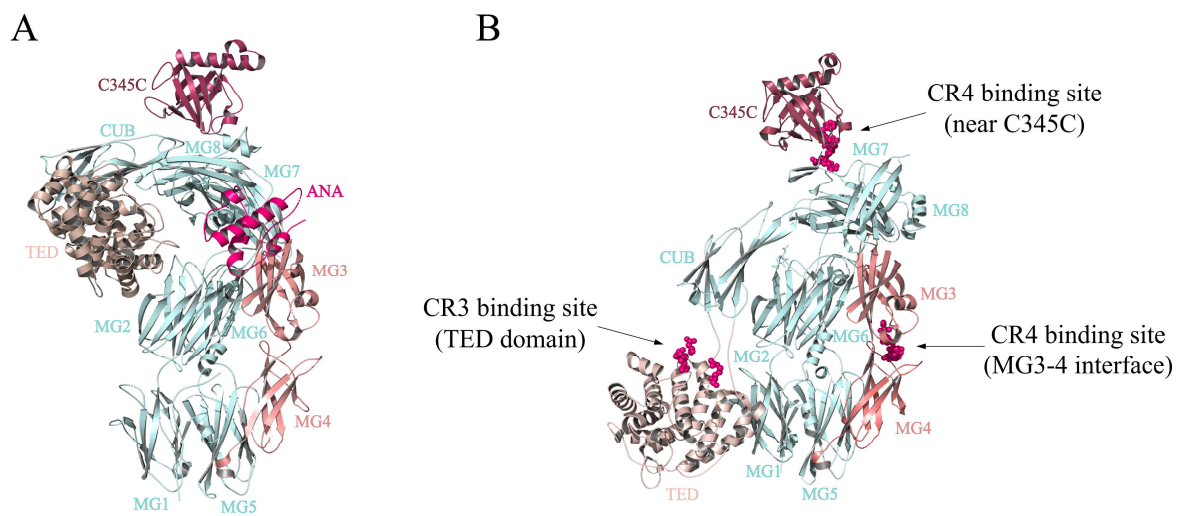 A
C345C
CUB
MG8
MG7
ANA
TED
MG3
MG2
MG6
MG4
MG1
MG5
B
CR4 binding site
(near C345C)
C345C
MG7
MG8
CUB
MG3
CR3 binding site
(TED domain)
MG6
MG2
CR4 binding site
(MG3-4 interface)
MG4
MG1
TED
MG5